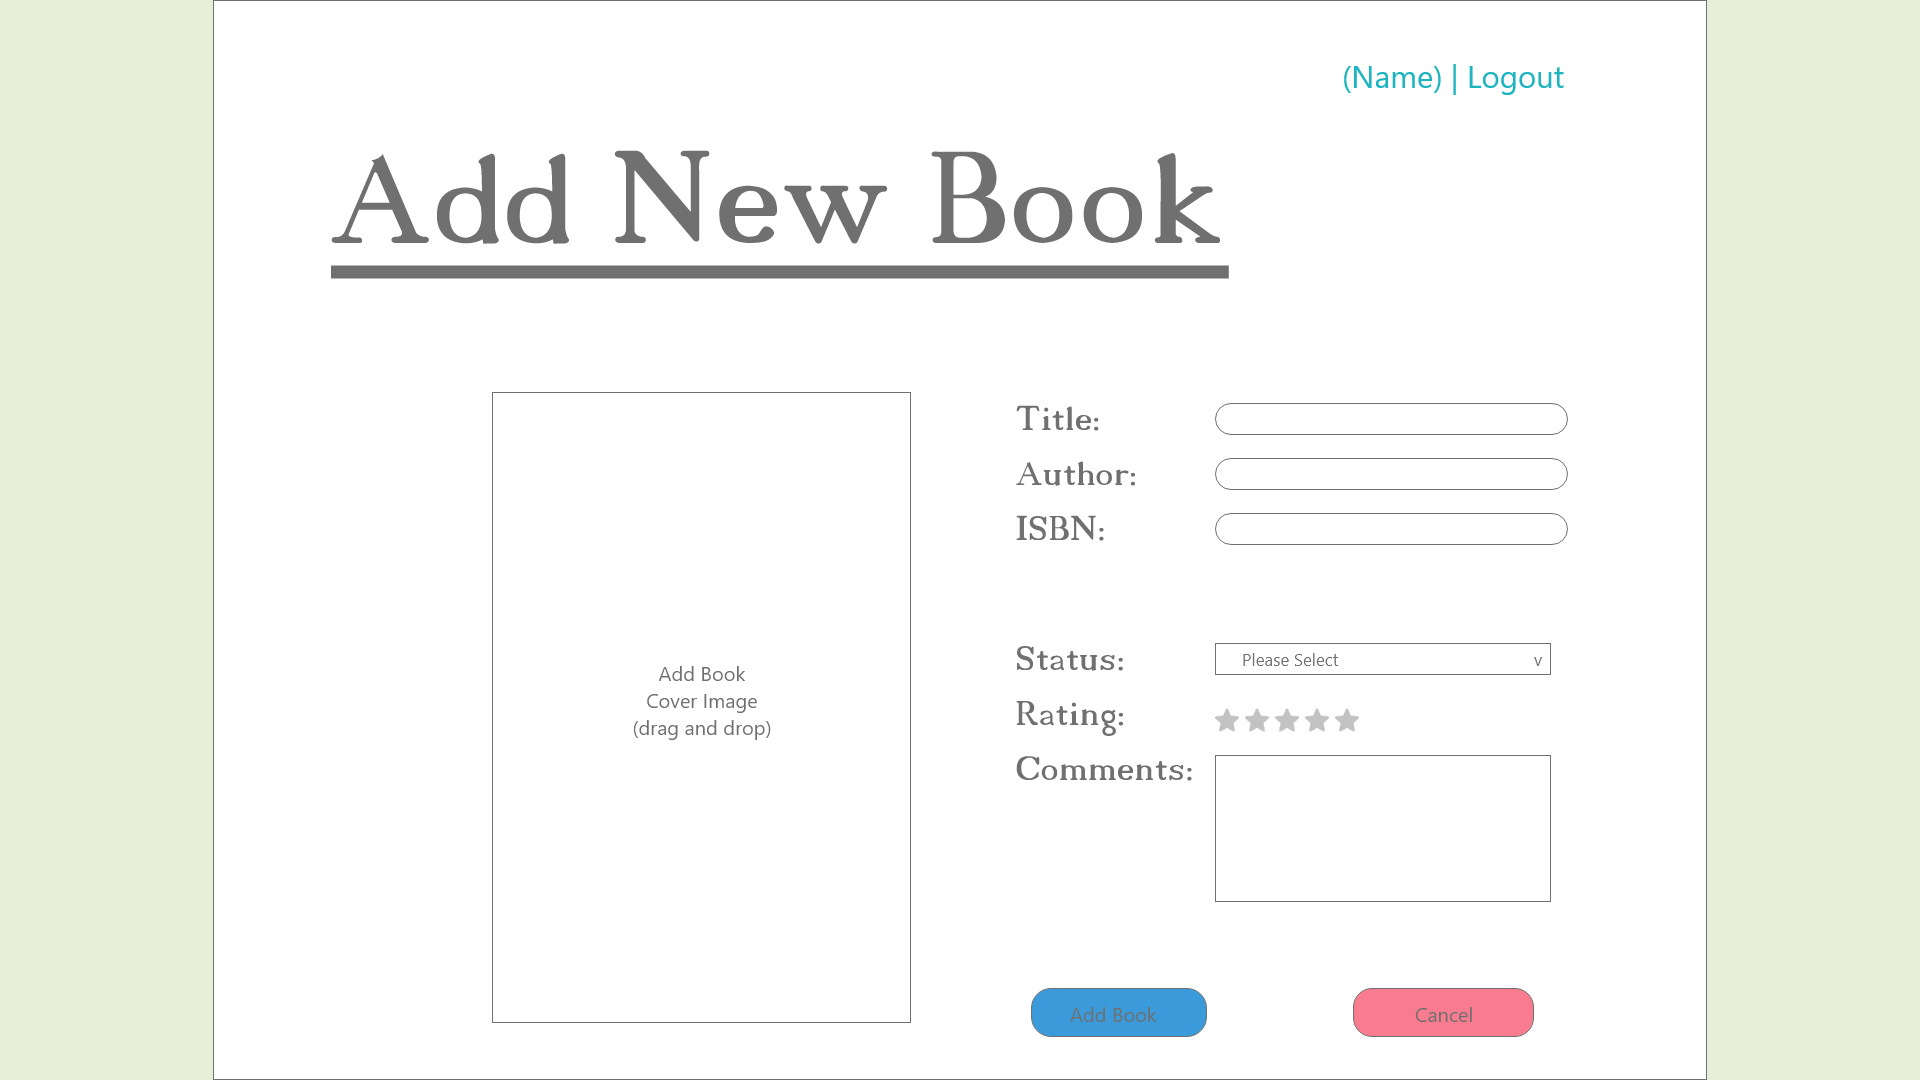 (Name) | Logout
Add New Book
Add Book
Cover Image
(drag and drop)
Title:
Author:
ISBN:
Status:
Please Select v
Rating:
Comments:
Add Book
Cancel